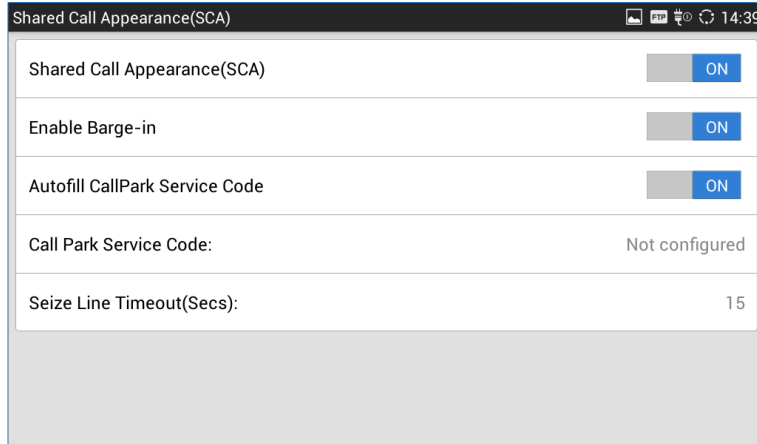 Shared Call Appearance(SCA) FTP 14:39
Shared Call Appearance(SCA) ON
Enable Barge-in ON
Autofill CallPark Service Code ON
Call Park Service Code: Not configured
Seize Line Timeout(Secs): 15